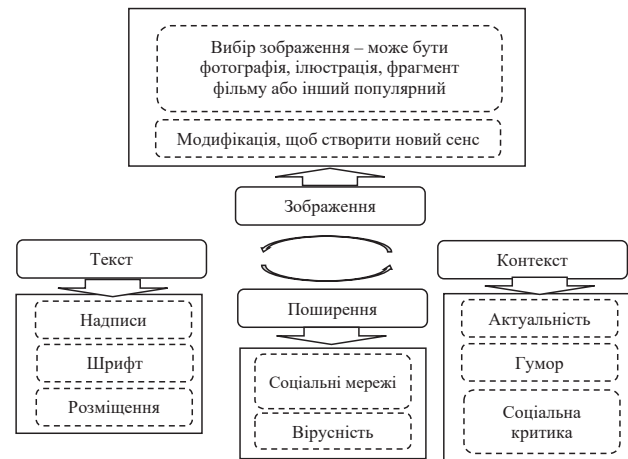 Вибір зображення – може бути
фотографія, ілюстрація, фрагмент
фільму або інший популярний
Модифікація, щоб створити новий сенс
Зображення
Текст
Контекст
Надписи
Шрифт
Розміщення
Поширення
Соціальні мережі
Вірусність
Актуальність
Гумор
Соціальна
критика